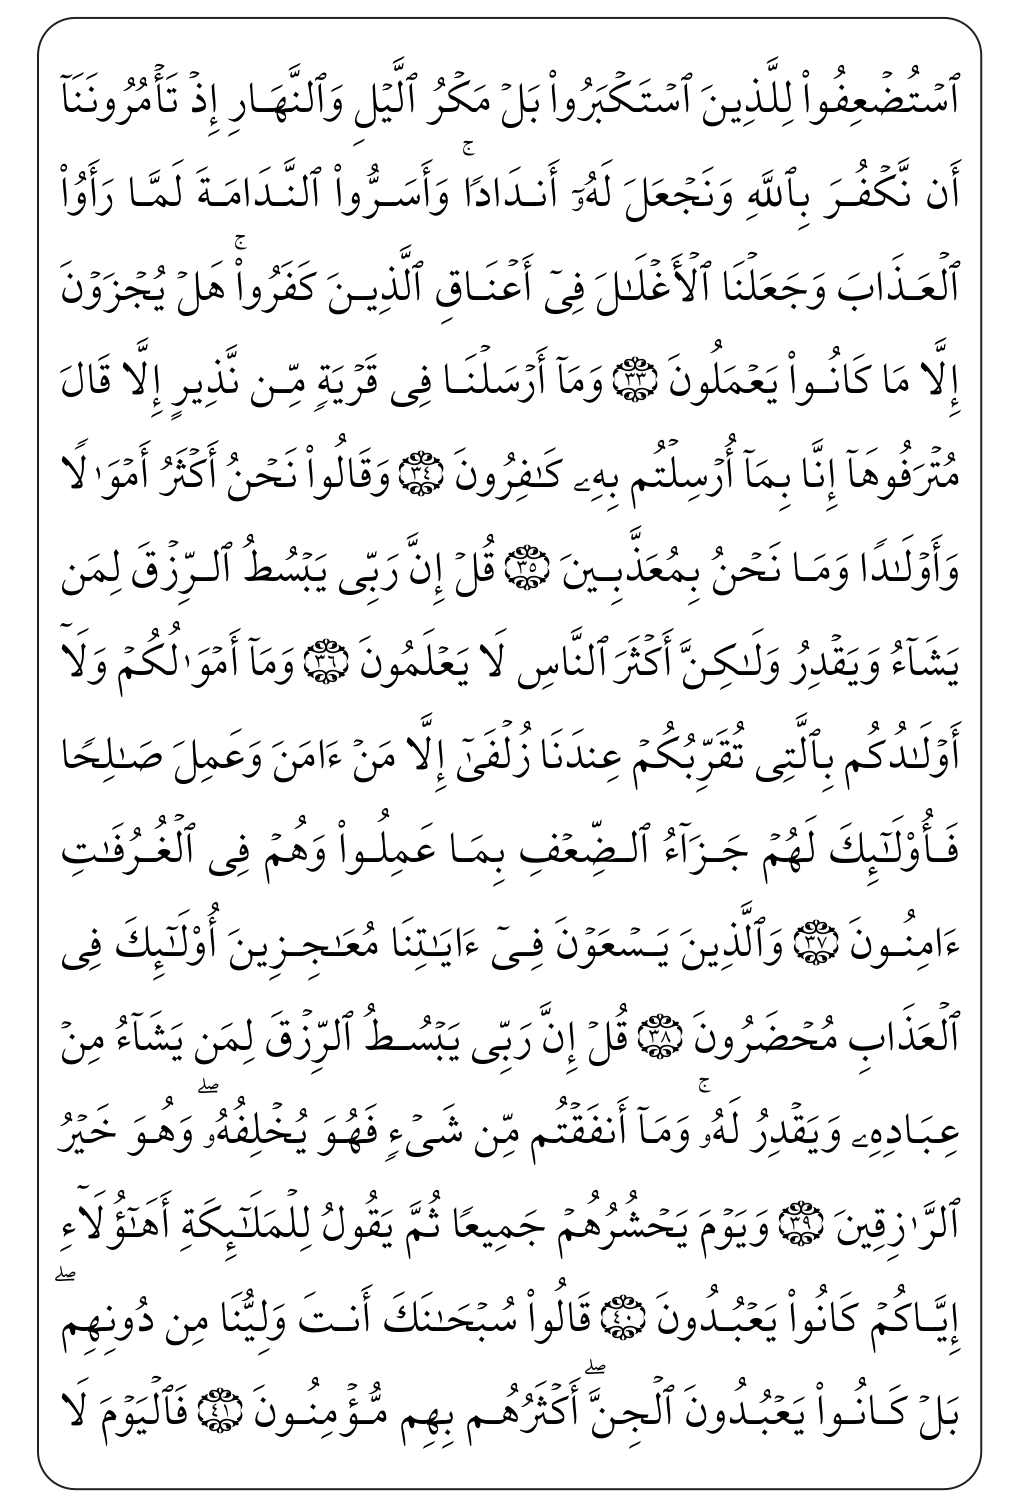 ٱسۡتُضۡعِفُواْ لِلَّذِينَ ٱسۡتَكۡبَرُواْ بَلۡ مَكۡرُ ٱلَّيۡلِ وَٱلنَّهَارِ إِذۡ تَأۡمُرُونَنَآ
أَن نَّكۡفُرَ بِٱللَّهِ وَنَجۡعَلَ لَهُۥٓ أَندَادٗاۚ وَأَسَرُّواْ ٱلنَّدَامَةَ لَمَّا رَأَوُاْ
ٱلۡعَذَابَ وَجَعَلۡنَا ٱلۡأَغۡلَٰلَ فِيٓ أَعۡنَاقِ ٱلَّذِينَ كَفَرُواْۚ هَلۡ يُجۡزَوۡنَ
إِلَّا مَا كَانُواْ يَعۡمَلُونَ ٣٣ وَمَآ أَرۡسَلۡنَا فِي قَرۡيَةٖ مِّن نَّذِيرٍ إِلَّا قَالَ
مُتۡرَفُوهَآ إِنَّا بِمَآ أُرۡسِلۡتُم بِهِۦ كَٰفِرُونَ ٣٤ وَقَالُواْ نَحۡنُ أَكۡثَرُ أَمۡوَٰلٗا
وَأَوۡلَٰدٗا وَمَا نَحۡنُ بِمُعَذَّبِينَ ٣٥ قُلۡ إِنَّ رَبِّي يَبۡسُطُ ٱلرِّزۡقَ لِمَن
يَشَآءُ وَيَقۡدِرُ وَلَٰكِنَّ أَكۡثَرَ ٱلنَّاسِ لَا يَعۡلَمُونَ ٣٦ وَمَآ أَمۡوَٰلُكُمۡ وَلَآ
أَوۡلَٰدُكُم بِٱلَّتِي تُقَرِّبُكُمۡ عِندَنَا زُلۡفَىٰٓ إِلَّا مَنۡ ءَامَنَ وَعَمِلَ صَٰلِحٗا
فَأُوْلَٰٓئِكَ لَهُمۡ جَزَآءُ ٱلضِّعۡفِ بِمَا عَمِلُواْ وَهُمۡ فِي ٱلۡغُرُفَٰتِ
ءَامِنُونَ ٣٧ وَٱلَّذِينَ يَسۡعَوۡنَ فِيٓ ءَايَٰتِنَا مُعَٰجِزِينَ أُوْلَٰٓئِكَ فِي
ٱلۡعَذَابِ مُحۡضَرُونَ ٣٨ قُلۡ إِنَّ رَبِّي يَبۡسُطُ ٱلرِّزۡقَ لِمَن يَشَآءُ مِنۡ
عِبَادِهِۦ وَيَقۡدِرُ لَهُۥۚ وَمَآ أَنفَقۡتُم مِّن شَيۡءٖ فَهُوَ يُخۡلِفُهُۥۖ وَهُوَ خَيۡرُ
ٱلرَّٰزِقِينَ ٣٩ وَيَوۡمَ يَحۡشُرُهُمۡ جَمِيعٗا ثُمَّ يَقُولُ لِلۡمَلَٰٓئِكَةِ أَهَٰٓؤُلَآءِ
إِيَّاكُمۡ كَانُواْ يَعۡبُدُونَ ٤٠ قَالُواْ سُبۡحَٰنَكَ أَنتَ وَلِيُّنَا مِن دُونِهِمۖ
بَلۡ كَانُواْ يَعۡبُدُونَ ٱلۡجِنَّۖ أَكۡثَرُهُم بِهِم مُّؤۡمِنُونَ ٤١ فَٱلۡيَوۡمَ لَا